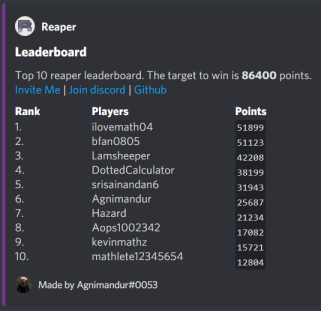 Reaper
Leaderboard
Top 10 reaper leaderboard. The target to win is 86400 points.
Invite Me | Join discord | Github
Rank Players Points
1. ilovemath04 51899
2. bfan0805 51123
3. Lamsheeper 42208
4. DottedCalculator 38199
5. srisainandan6 31943
6. Agnimandur 25687
7. Hazard 21234
8. Aops1002342 17082
9. kevinmathz 15721
10. mathlete12345654 12804
Made by Agnimandur#0053